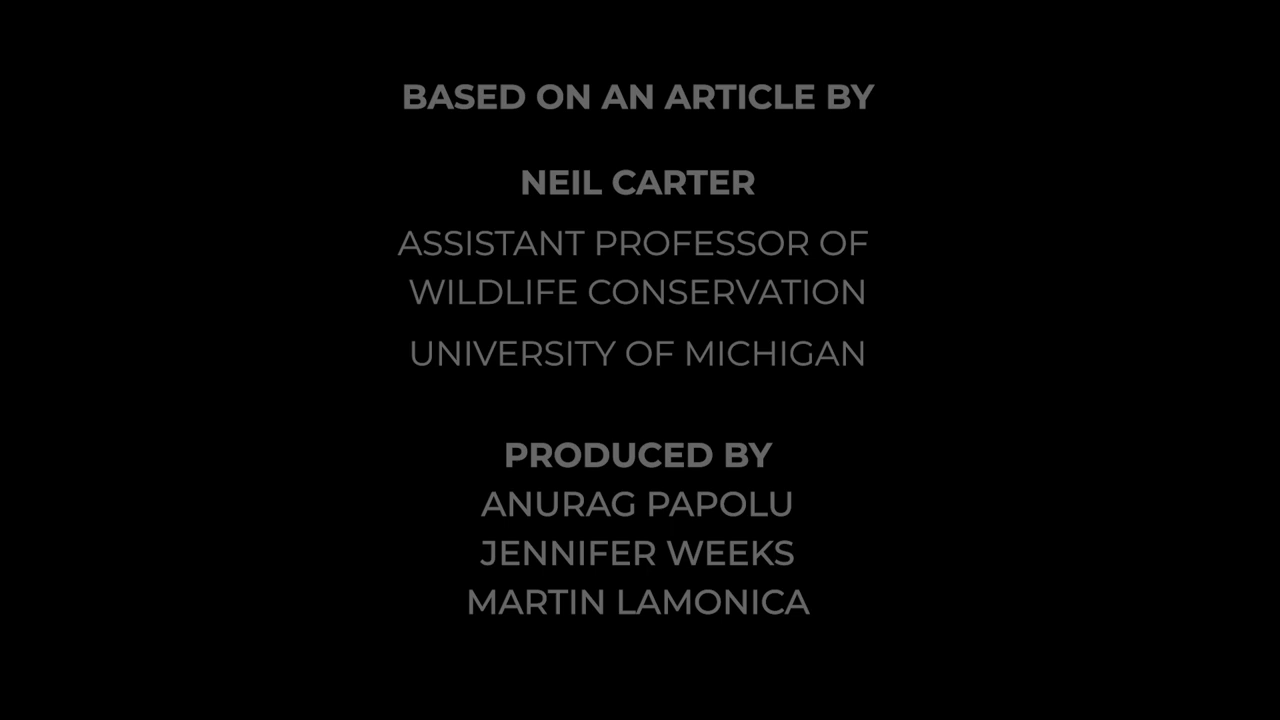 BASED ON AN ARTICLE BY
NEIL CARTER
ASSISTANT PROFESSOR OF
WILDLIFE CONSERVATION
UNIVERSITY OF MICHIGAN
PRODUCED BY
ANURAG PAPOLU
JENNIFER WEEKS
MARTIN LAMONICA